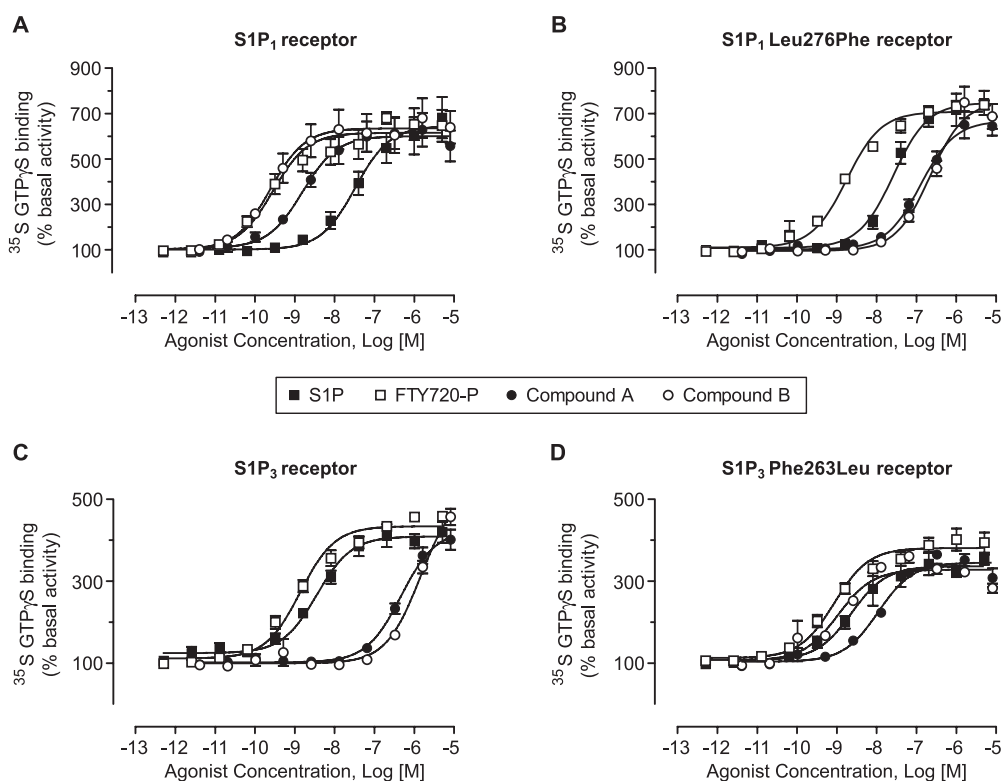 A
S1P₁ receptor
³⁵S GTPγS binding
(% basal activity)
900
700
500
300
100
-13 -12 -11 -10 -9 -8 -7 -6 -5
Agonist Concentration, Log [M]
B
S1P₁ Leu276Phe receptor
³⁵S GTPγS binding
(% basal activity)
900
700
500
300
100
-13 -12 -11 -10 -9 -8 -7 -6 -5
Agonist Concentration, Log [M]
S1P FTY720-P Compound A Compound B
C
S1P₃ receptor
³⁵S GTPγS binding
(% basal activity)
500
300
100
-13 -12 -11 -10 -9 -8 -7 -6 -5
Agonist Concentration, Log [M]
D
S1P₃ Phe263Leu receptor
³⁵S GTPγS binding
(% basal activity)
500
300
100
-13 -12 -11 -10 -9 -8 -7 -6 -5
Agonist Concentration, Log [M]